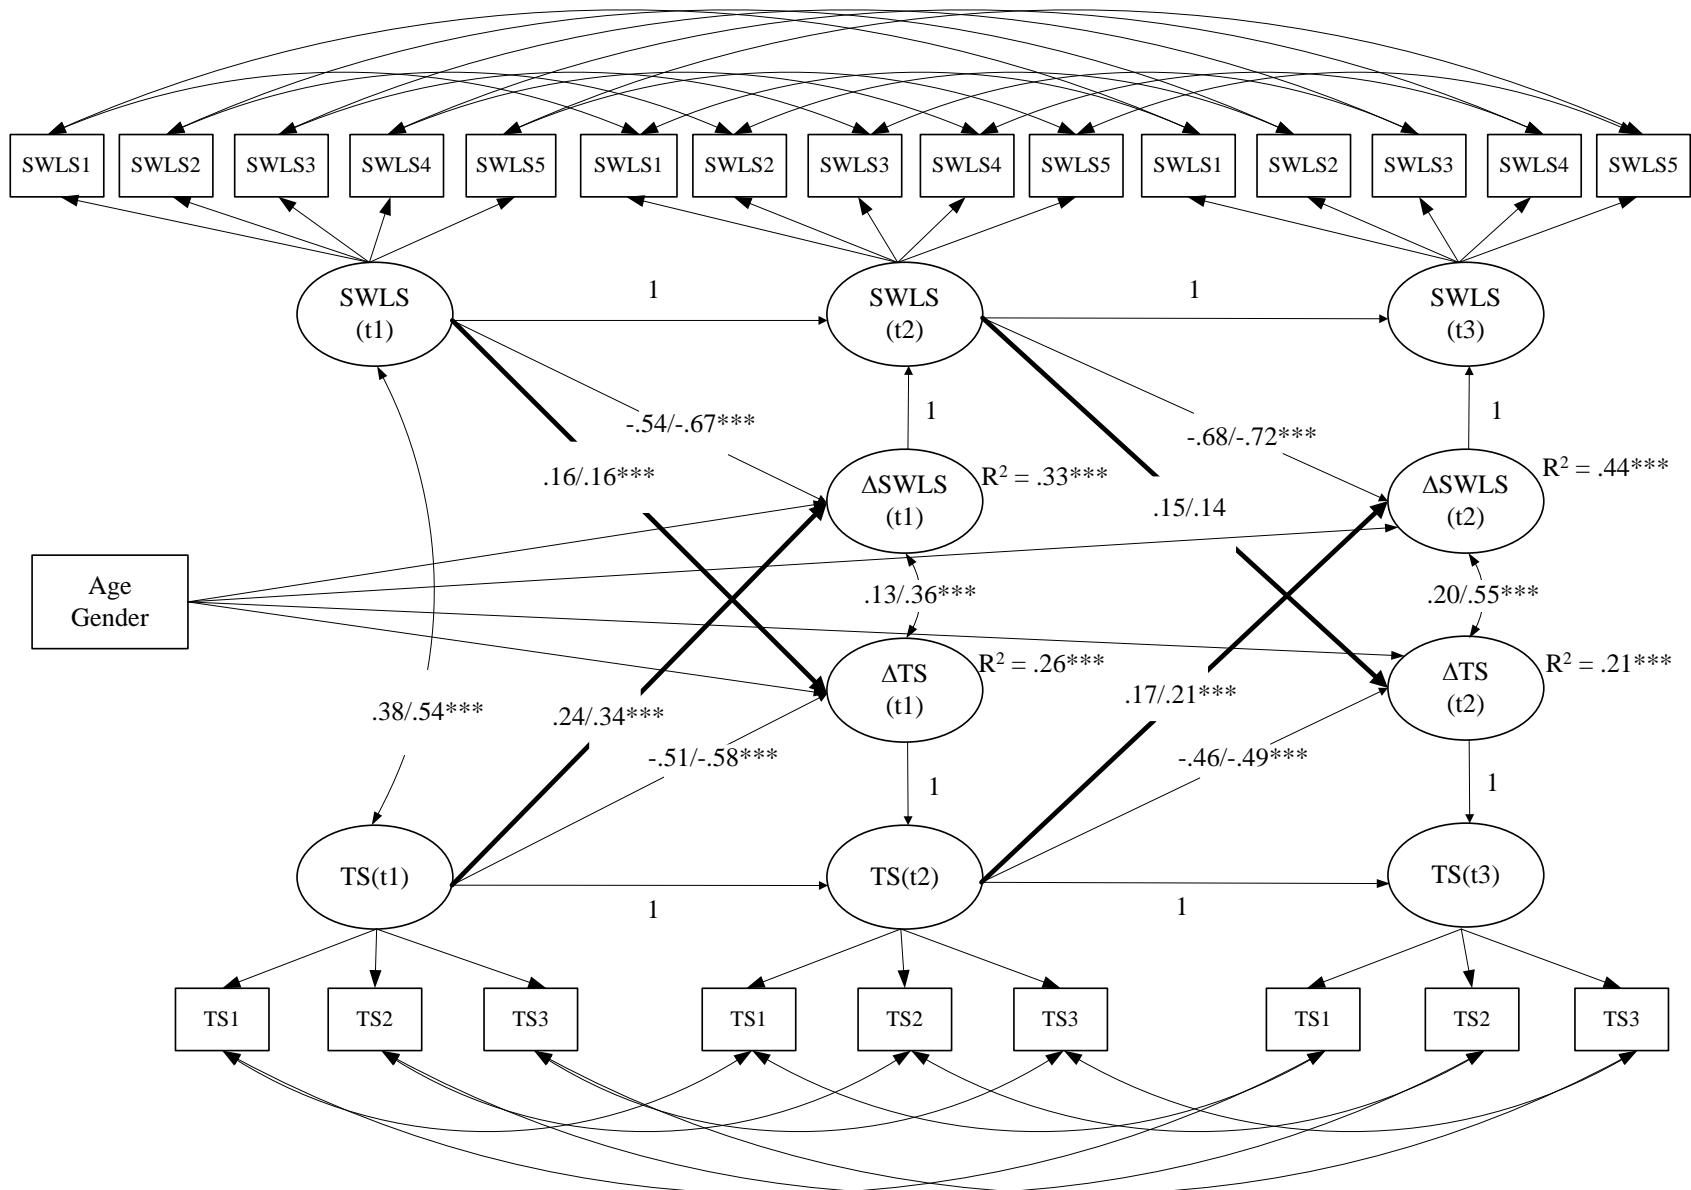 SWLS1
SWLS2
SWLS3
SWLS4
SWLS5
SWLS1
SWLS2
SWLS3
SWLS4
SWLS5
SWLS1
SWLS2
SWLS3
SWLS4
SWLS5
SWLS
(t1)
1
SWLS
(t2)
1
SWLS
(t3)
-.54/-.67***
1
-.68/-.72***
1
.16/.16***
ΔSWLS
(t1)
R² = .33***
.15/.14
ΔSWLS
(t2)
R² = .44***
Age
Gender
.13/.36***
.20/.55***
ΔTS
(t1)
R² = .26***
ΔTS
(t2)
R² = .21***
.38/.54***
.24/.34***
.17/.21***
-.51/-.58***
-.46/-.49***
1
1
TS(t1)
1
TS(t2)
1
TS(t3)
TS1
TS2
TS3
TS1
TS2
TS3
TS1
TS2
TS3